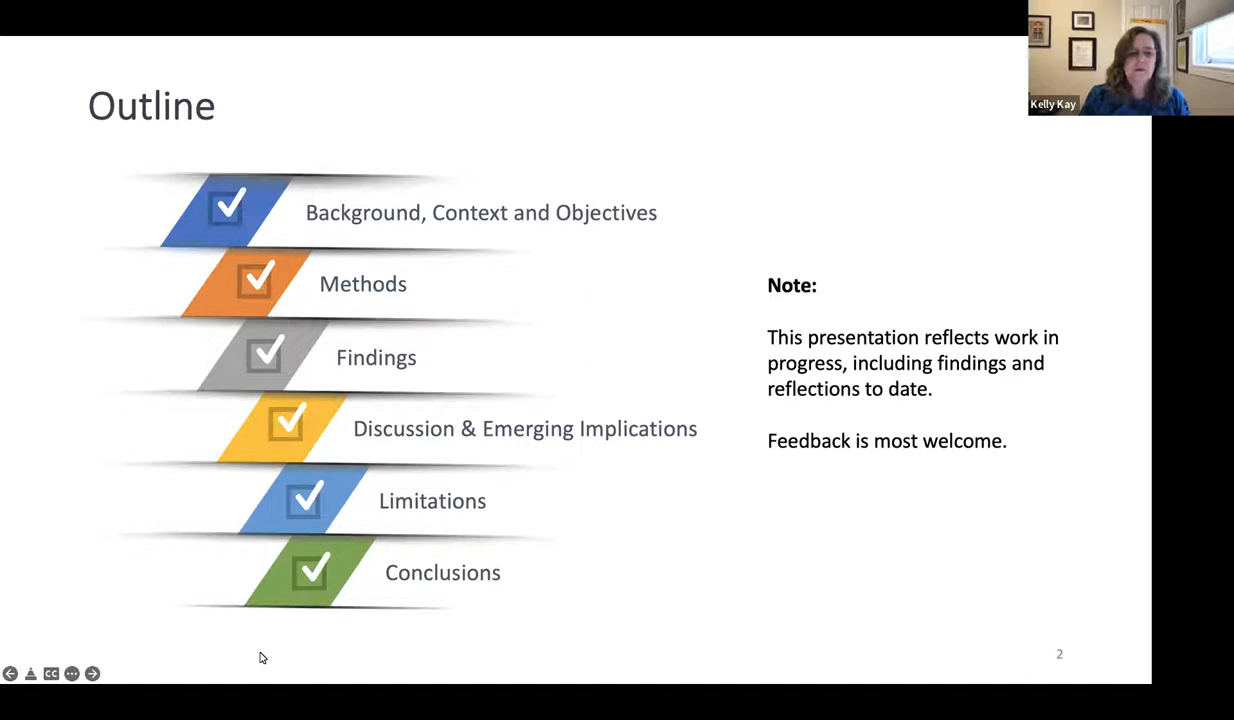 Kelly Kay
Outline
Background, Context and Objectives
Methods
Findings
Discussion & Emerging Implications
Limitations
Conclusions
Note:
This presentation reflects work in
progress, including findings and
reflections to date.
Feedback is most welcome.
2
CC